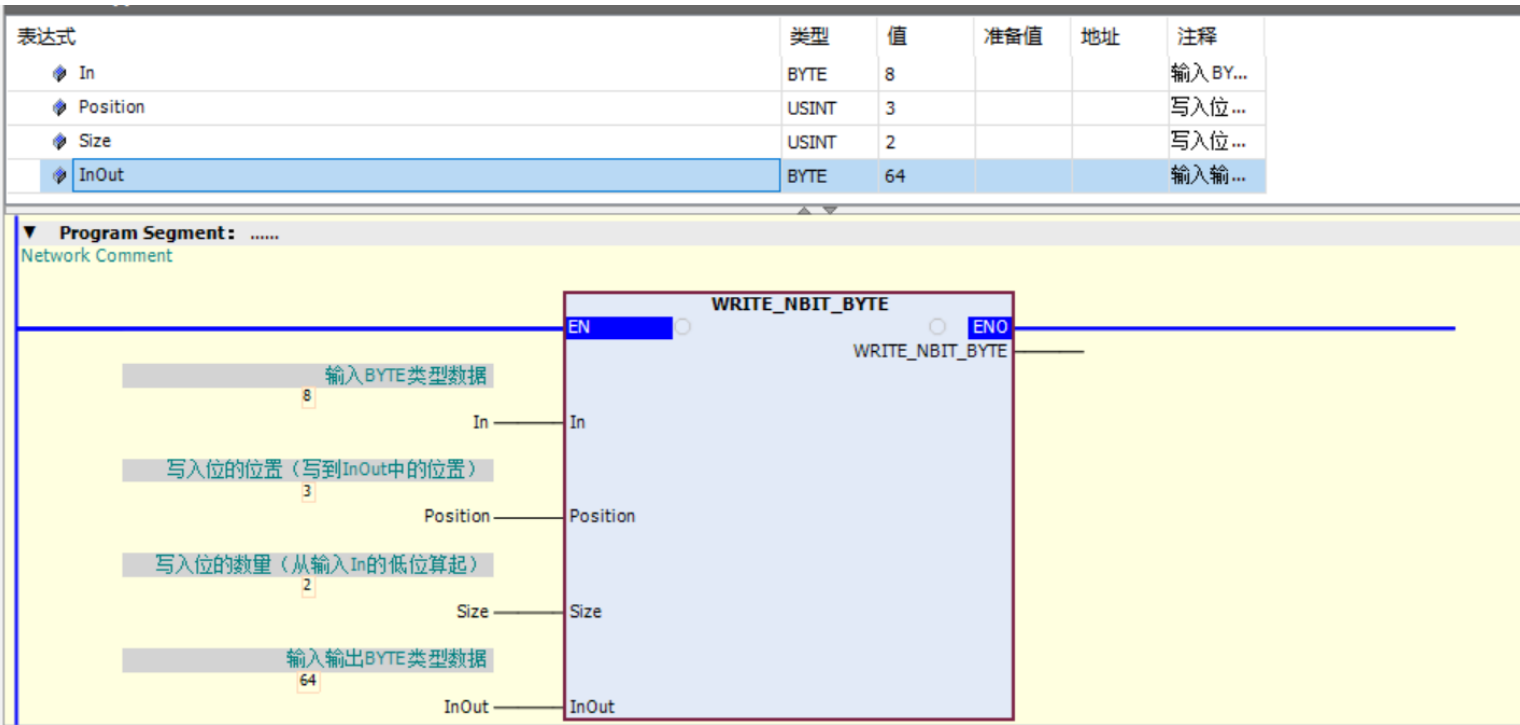 表达式 类型 值 准备值 地址 注释
In BYTE 8 输入BY...
Position USINT 3 写入位...
Size USINT 2 写入位...
InOut BYTE 64 输入输...
▼ Program Segment: ......
Network Comment
WRITE_NBIT_BYTE
EN ENO
WRITE_NBIT_BYTE
输入BYTE类型数据
8
In In
写入位的位置（写到InOut中的位置）
3
Position Position
写入位的数量（从输入In的低位算起）
2
Size Size
输入输出BYTE类型数据
64
InOut InOut